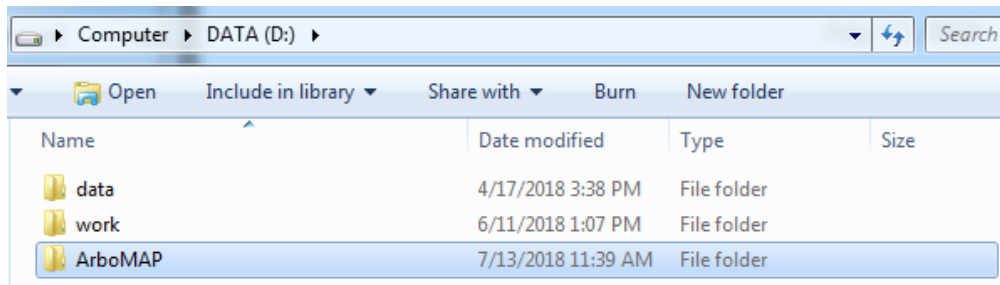 Computer DATA (D:) Search
Open Include in library Share with Burn New folder
Name Date modified Type Size
data 4/17/2018 3:38 PM File folder
work 6/11/2018 1:07 PM File folder
ArboMAP 7/13/2018 11:39 AM File folder